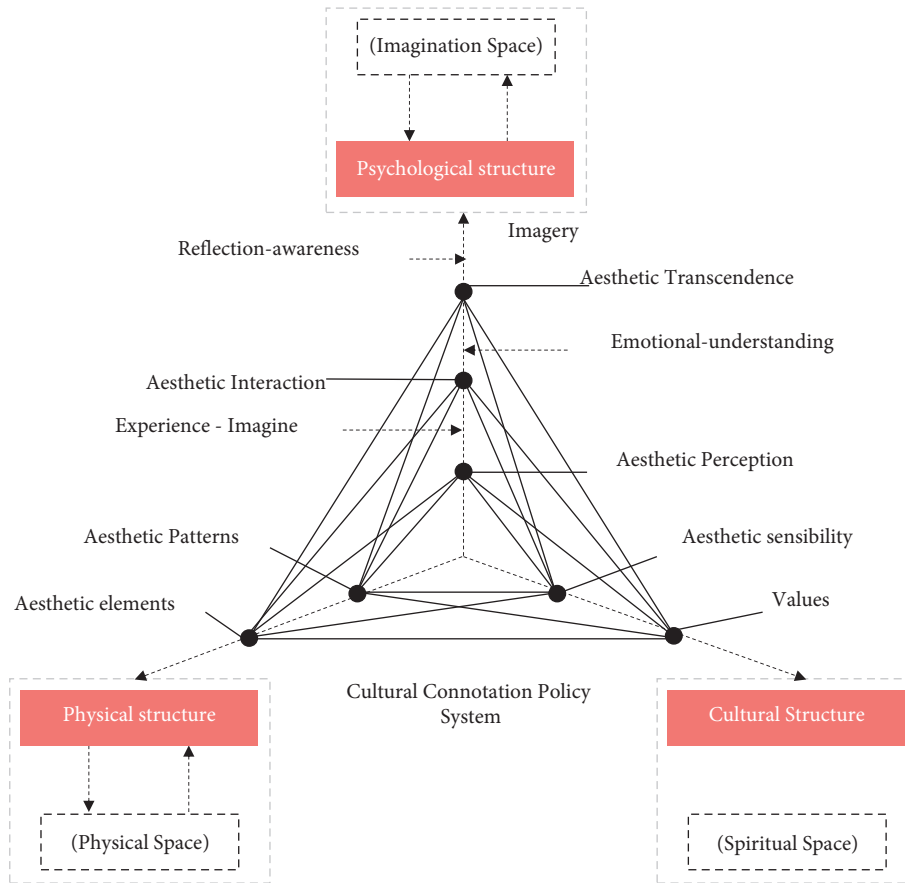 (Imagination Space)
Psychological structure
Imagery
Reflection-awareness
Aesthetic Transcendence
Emotional-understanding
Aesthetic Interaction
Experience - Imagine
Aesthetic Perception
Aesthetic Patterns
Aesthetic sensibility
Aesthetic elements
Values
Cultural Connotation Policy
System
Physical structure
Cultural Structure
(Physical Space)
(Spiritual Space)